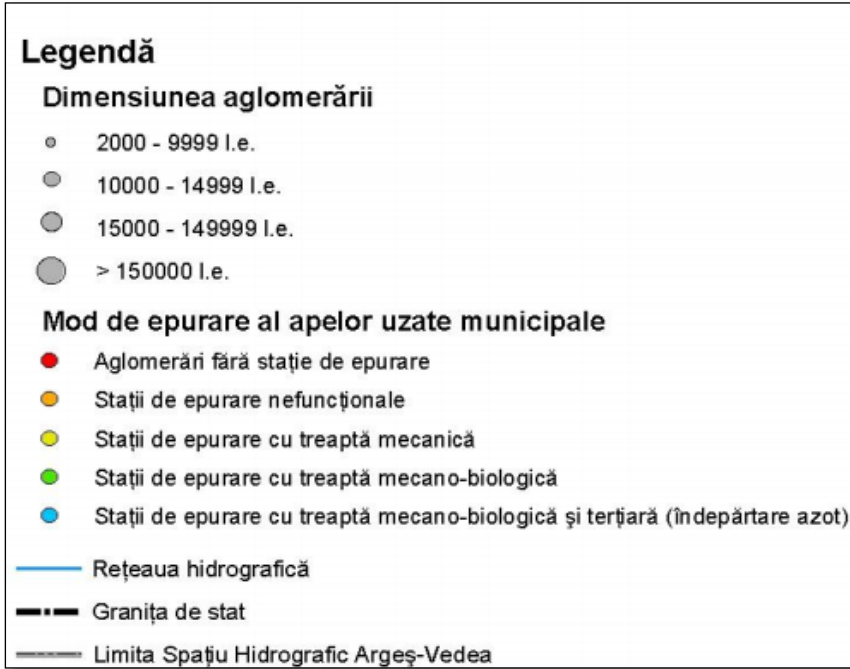 Legendă
Dimensiunea aglomerării
2000 - 9999 l.e.
10000 - 14999 l.e.
15000 - 149999 l.e.
> 150000 l.e.
Mod de epurare al apelor uzate municipale
Aglomerări fără stație de epurare
Stații de epurare nefuncționale
Stații de epurare cu treaptă mecanică
Stații de epurare cu treaptă mecano-biologică
Stații de epurare cu treaptă mecano-biologică şi terțiară (îndepărtare azot)
Rețeaua hidrografică
Granița de stat
Limita Spațiu Hidrografic Argeş-Vedea